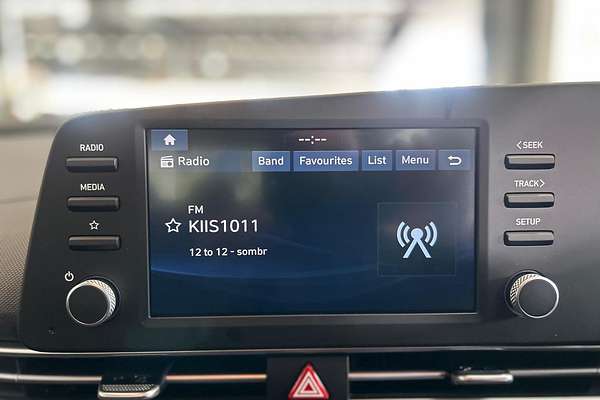 RADIO
MEDIA
--:--
Radio
Band
Favourites
List
Menu
FM
KIIS1011
12 to 12 - sombr
<SEEK
TRACK>
SETUP